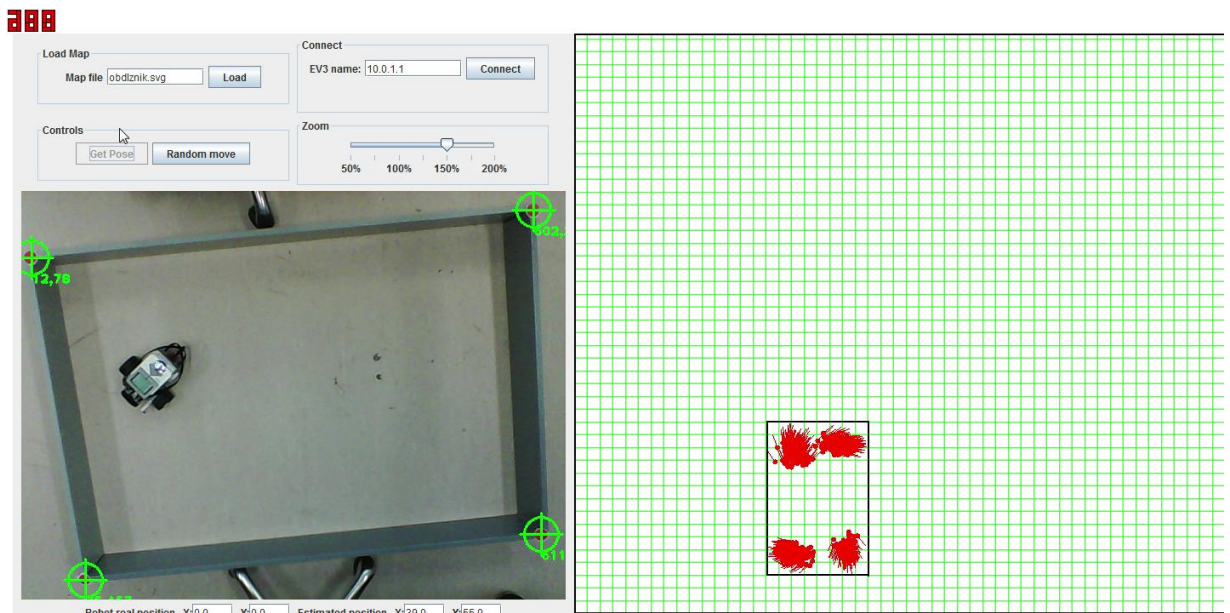 Load Map
Map file obdlznik.svg Load
Connect
EV3 name: 10.0.1.1 Connect
Controls
Get Pose Random move
Zoom
50% 100% 150% 200%
12,78
Robot real position X: 0.0 Y: 0.0 Estimated position X: 39.0 Y: